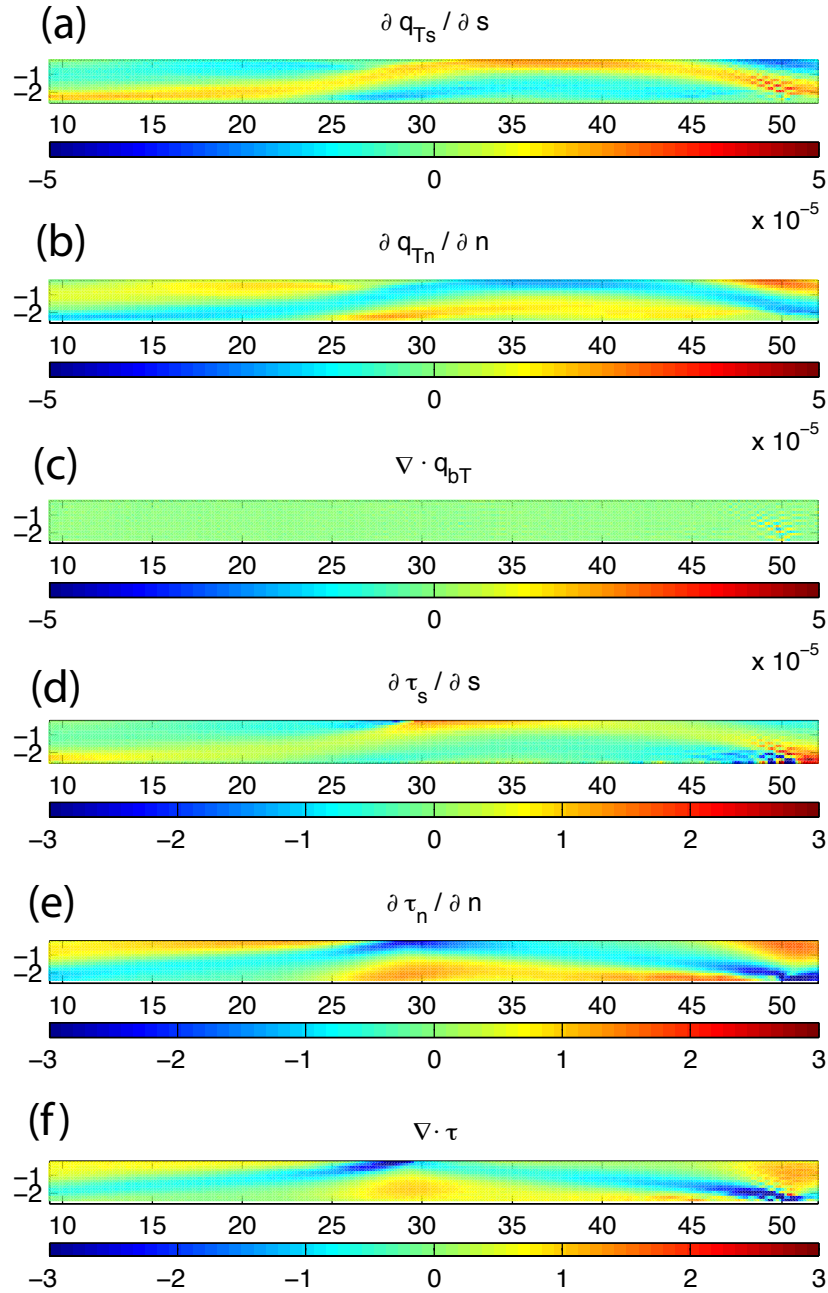 (a)
∂ q_Ts / ∂ s
−1
−2
10 15 20 25 30 35 40 45 50
−5 0 5
x 10^−5
(b)
∂ q_Tn / ∂ n
−1
−2
10 15 20 25 30 35 40 45 50
−5 0 5
x 10^−5
(c)
∇ · q_bT
−1
−2
10 15 20 25 30 35 40 45 50
−5 0 5
x 10^−5
(d)
∂ τ_s / ∂ s
−1
−2
10 15 20 25 30 35 40 45 50
−3 −2 −1 0 1 2 3
(e)
∂ τ_n / ∂ n
−1
−2
10 15 20 25 30 35 40 45 50
−3 −2 −1 0 1 2 3
(f)
∇ · τ
−1
−2
10 15 20 25 30 35 40 45 50
−3 −2 −1 0 1 2 3